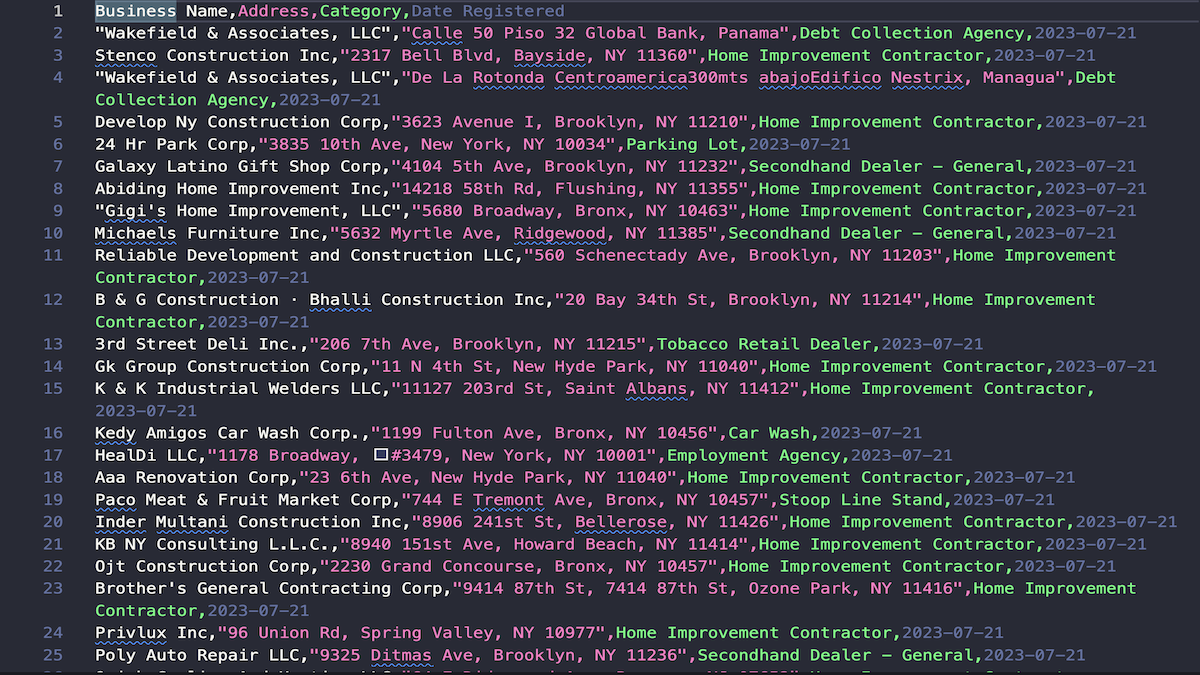 1 Business Name,Address,Category,Date Registered
2 "Wakefield & Associates, LLC","Calle 50 Piso 32 Global Bank, Panama",Debt Collection Agency,2023-07-21
3 Stenco Construction Inc,"2317 Bell Blvd, Bayside, NY 11360",Home Improvement Contractor,2023-07-21
4 "Wakefield & Associates, LLC","De La Rotonda Centroamerica300mts abajoEdifico Nestrix, Managua",Debt
Collection Agency,2023-07-21
5 Develop Ny Construction Corp,"3623 Avenue I, Brooklyn, NY 11210",Home Improvement Contractor,2023-07-21
6 24 Hr Park Corp,"3835 10th Ave, New York, NY 10034",Parking Lot,2023-07-21
7 Galaxy Latino Gift Shop Corp,"4104 5th Ave, Brooklyn, NY 11232",Secondhand Dealer – General,2023-07-21
8 Abiding Home Improvement Inc,"14218 58th Rd, Flushing, NY 11355",Home Improvement Contractor,2023-07-21
9 "Gigi's Home Improvement, LLC","5680 Broadway, Bronx, NY 10463",Home Improvement Contractor,2023-07-21
10 Michaels Furniture Inc,"5632 Myrtle Ave, Ridgewood, NY 11385",Secondhand Dealer – General,2023-07-21
11 Reliable Development and Construction LLC,"560 Schenectady Ave, Brooklyn, NY 11203",Home Improvement
Contractor,2023-07-21
12 B & G Construction · Bhalli Construction Inc,"20 Bay 34th St, Brooklyn, NY 11214",Home Improvement
Contractor,2023-07-21
13 3rd Street Deli Inc.,"206 7th Ave, Brooklyn, NY 11215",Tobacco Retail Dealer,2023-07-21
14 Gk Group Construction Corp,"11 N 4th St, New Hyde Park, NY 11040",Home Improvement Contractor,2023-07-21
15 K & K Industrial Welders LLC,"11127 203rd St, Saint Albans, NY 11412",Home Improvement Contractor,
2023-07-21
16 Kedy Amigos Car Wash Corp.,"1199 Fulton Ave, Bronx, NY 10456",Car Wash,2023-07-21
17 HealDi LLC,"1178 Broadway, #3479, New York, NY 10001",Employment Agency,2023-07-21
18 Aaa Renovation Corp,"23 6th Ave, New Hyde Park, NY 11040",Home Improvement Contractor,2023-07-21
19 Paco Meat & Fruit Market Corp,"744 E Tremont Ave, Bronx, NY 10457",Stoop Line Stand,2023-07-21
20 Inder Multani Construction Inc,"8906 241st St, Bellerose, NY 11426",Home Improvement Contractor,2023-07-21
21 KB NY Consulting L.L.C.,"8940 151st Ave, Howard Beach, NY 11414",Home Improvement Contractor,2023-07-21
22 Ojt Construction Corp,"2230 Grand Concourse, Bronx, NY 10457",Home Improvement Contractor,2023-07-21
23 Brother's General Contracting Corp,"9414 87th St, 7414 87th St, Ozone Park, NY 11416",Home Improvement
Contractor,2023-07-21
24 Privlux Inc,"96 Union Rd, Spring Valley, NY 10977",Home Improvement Contractor,2023-07-21
25 Poly Auto Repair LLC,"9325 Ditmas Ave, Brooklyn, NY 11236",Secondhand Dealer – General,2023-07-21